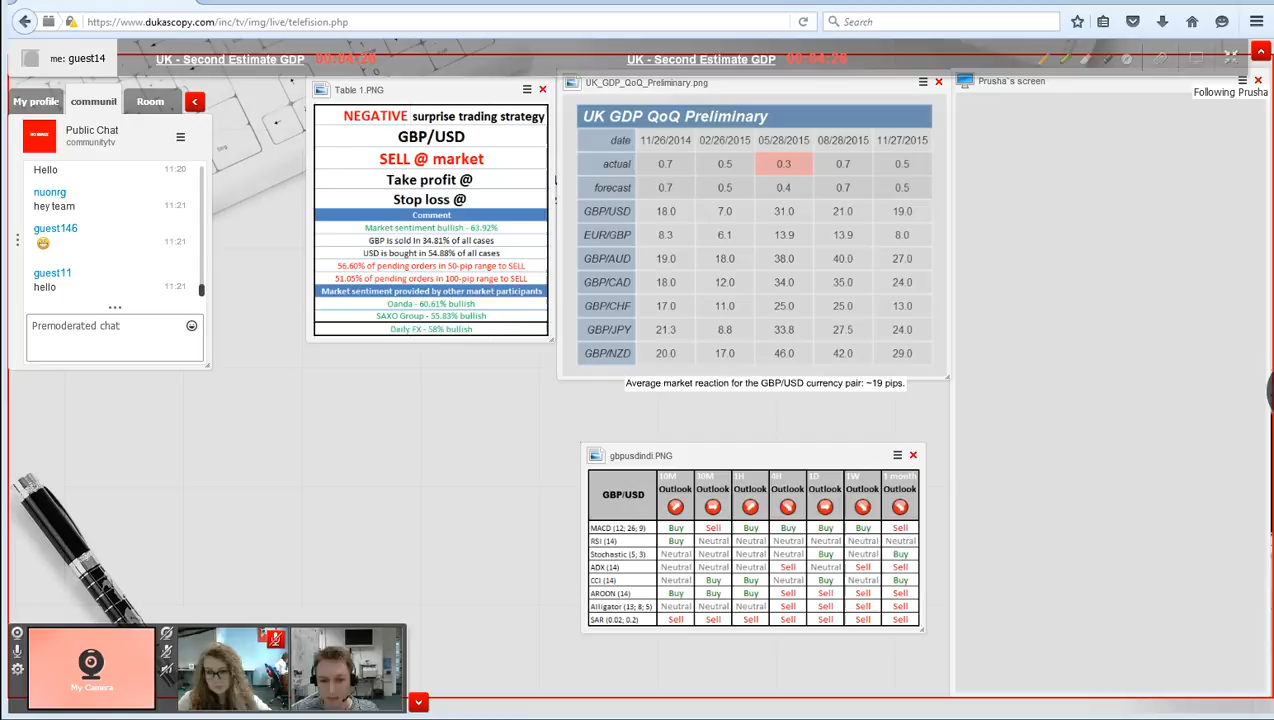 https://www.dukascopy.com/inc/tv/img/live/telefision.php
Search
me: guest14
UK - Second Estimate GDP
UK - Second Estimate GDP
My profile
communit
Room
Public Chat
communitytv
Hello 11:20
nuonrg
hey team 11:21
guest146
11:21
guest11
hello 11:21
Premoderated chat
Table 1.PNG
NEGATIVE surprise trading strategy
GBP/USD
SELL @ market
Take profit @
Stop loss @
Comment
Market sentiment bullish - 63.92%
GBP is sold in 34.81% of all cases
USD is bought in 54.88% of all cases
56.60% of pending orders in 50-pip range to SELL
51.05% of pending orders in 100-pip range to SELL
Market sentiment provided by other market participants
Oanda - 60.61% bullish
SAXO Group - 55.83% bullish
Daily FX - 58% bullish
UK_GDP_QoQ_Preliminary.png
UK GDP QoQ Preliminary
date 11/26/2014 02/26/2015 05/28/2015 08/28/2015 11/27/2015
actual 0.7 0.5 0.3 0.7 0.5
forecast 0.7 0.5 0.4 0.7 0.5
GBP/USD 18.0 7.0 31.0 21.0 19.0
EUR/GBP 8.3 6.1 13.9 13.9 8.0
GBP/AUD 19.0 18.0 38.0 40.0 27.0
GBP/CAD 18.0 12.0 34.0 35.0 24.0
GBP/CHF 17.0 11.0 25.0 25.0 13.0
GBP/JPY 21.3 8.8 33.8 27.5 24.0
GBP/NZD 20.0 17.0 46.0 42.0 29.0
Average market reaction for the GBP/USD currency pair: ~19 pips.
Prusha`s screen
Following Prusha
gbpusdindi.PNG
10M 30M 1H 4H 1D 1W 1 month
GBP/USD Outlook Outlook Outlook Outlook Outlook Outlook Outlook
MACD (12; 26; 9) Buy Sell Buy Buy Buy Buy Sell
RSI (14) Buy Neutral Neutral Neutral Neutral Neutral Neutral
Stochastic (5; 3) Neutral Neutral Neutral Neutral Buy Neutral Buy
ADX (14) Neutral Neutral Neutral Sell Neutral Sell Sell
CCI (14) Neutral Buy Buy Neutral Neutral Neutral Buy
AROON (14) Buy Buy Buy Sell Sell Sell Sell
Alligator (13; 8; 5) Neutral Neutral Neutral Sell Sell Sell Sell
SAR (0.02; 0.2) Sell Sell Sell Sell Sell Sell Sell
My Camera